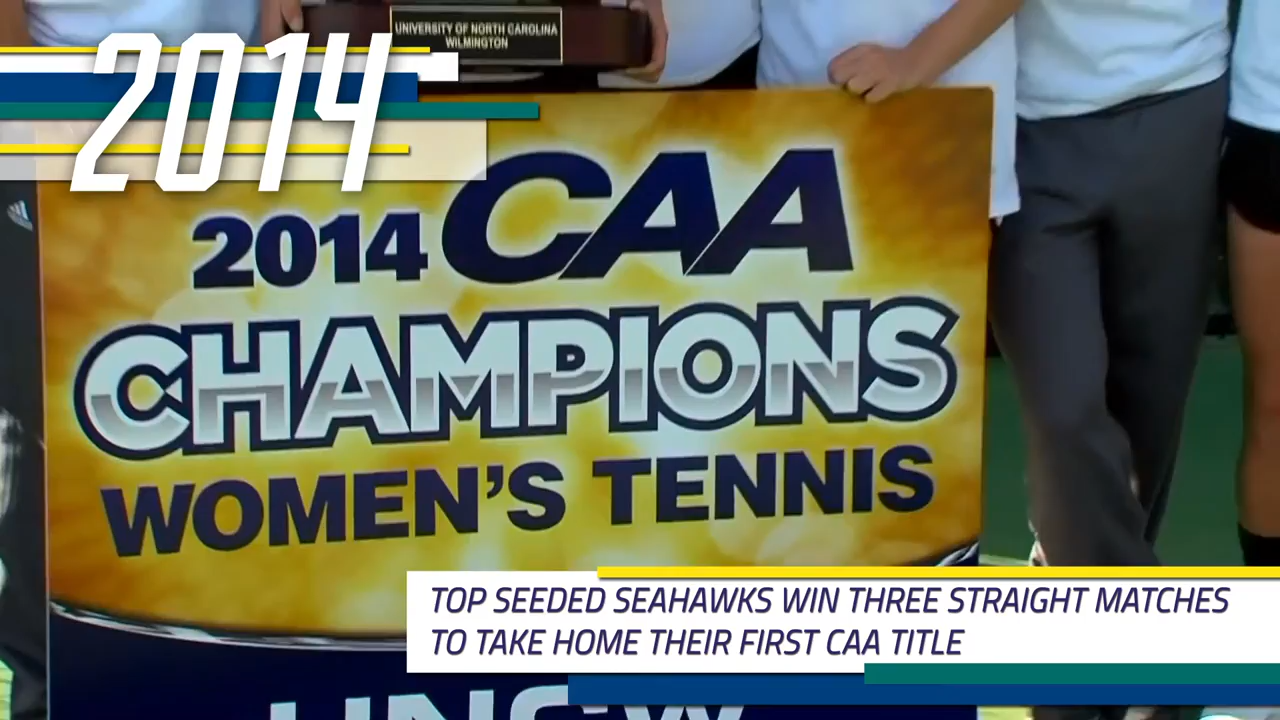 UNIVERSITY OF NORTH CAROLINA
WILMINGTON
2014
2014 CAA
CHAMPIONS
WOMEN'S TENNIS
TOP SEEDED SEAHAWKS WIN THREE STRAIGHT MATCHES
TO TAKE HOME THEIR FIRST CAA TITLE
UNCW